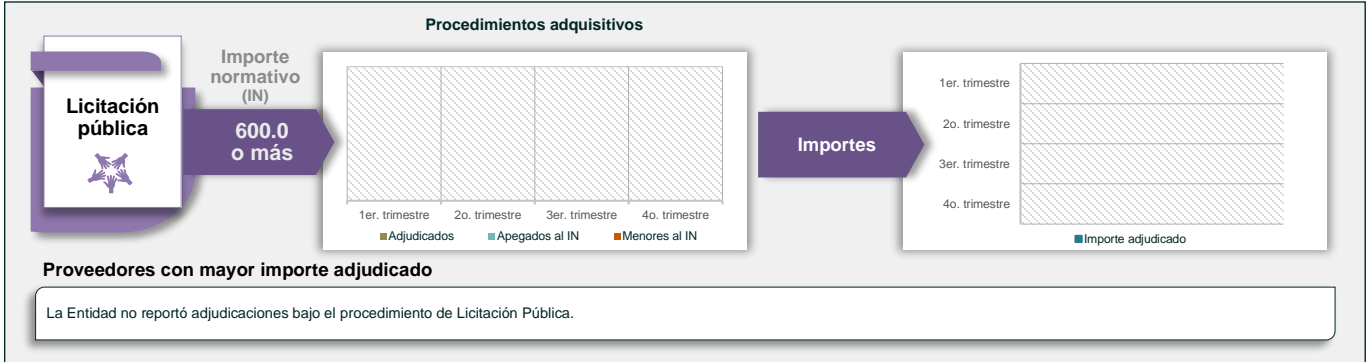 Procedimientos adquisitivos
Licitación
pública
Importe
normativo
(IN)
600.0
o más
1er. trimestre
2o. trimestre
3er. trimestre
4o. trimestre
Adjudicados
Apegados al IN
Menores al IN
Importes
1er. trimestre
2o. trimestre
3er. trimestre
4o. trimestre
Importe adjudicado
Proveedores con mayor importe adjudicado
La Entidad no reportó adjudicaciones bajo el procedimiento de Licitación Pública.